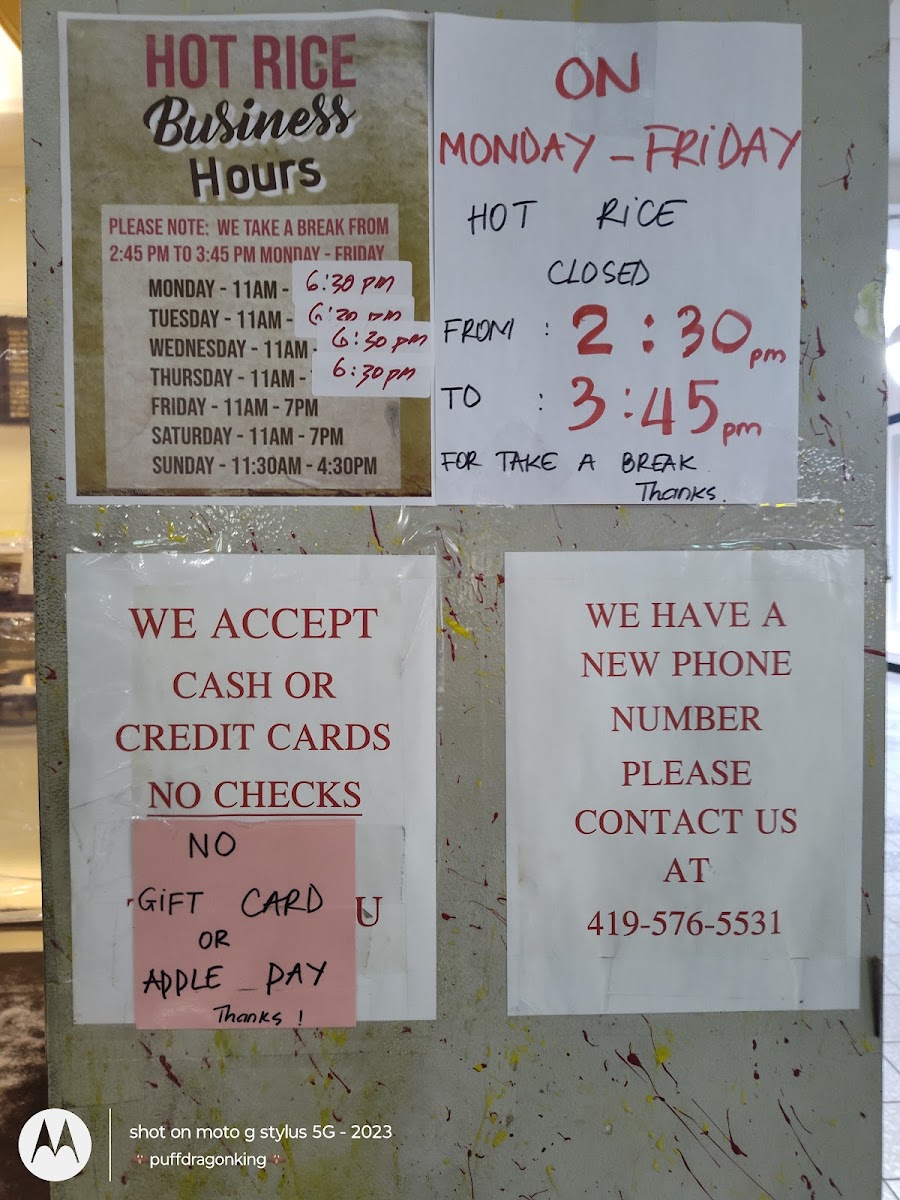 HOT RICE
Business
Hours
PLEASE NOTE: WE TAKE A BREAK FROM
2:45 PM TO 3:45 PM MONDAY - FRIDAY
MONDAY - 11AM - 6:30 pm
TUESDAY - 11AM - 6:30 pm
WEDNESDAY - 11AM - 6:30 pm
THURSDAY - 11AM - 6:30 pm
FRIDAY - 11AM - 7PM
SATURDAY - 11AM - 7PM
SUNDAY - 11:30AM - 4:30PM
ON
MONDAY - FRiDAY
HOT RiCE
CLOSED
FROM : 2:30 pm
TO : 3:45 pm
FOR TAKE A BREAK.
Thanks.
WE ACCEPT
CASH OR
CREDIT CARDS
NO CHECKS
U
NO
GiFT CARD
OR
APPLE PAY
Thanks !
WE HAVE A
NEW PHONE
NUMBER
PLEASE
CONTACT US
AT
419-576-5531
shot on moto g stylus 5G - 2023
puffdragonking